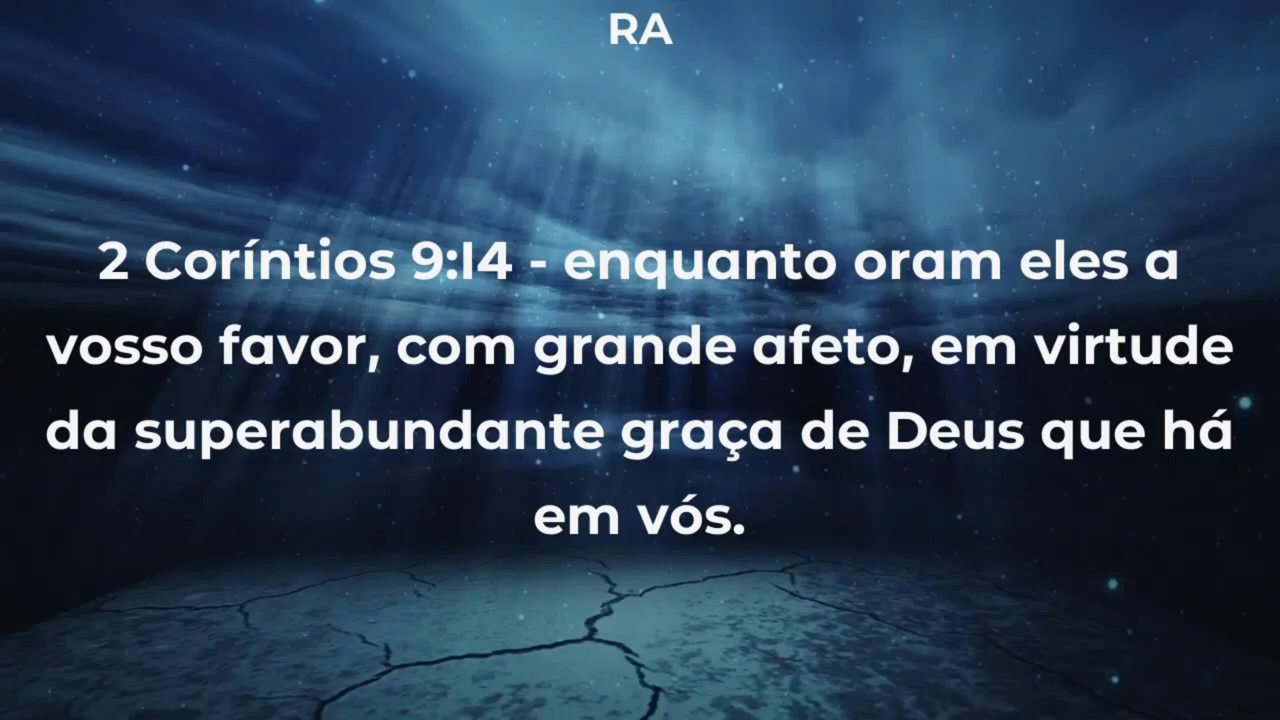 RA
2 Coríntios 9:14 - enquanto oram eles a
vosso favor, com grande afeto, em virtude
da superabundante graça de Deus que há
em vós.